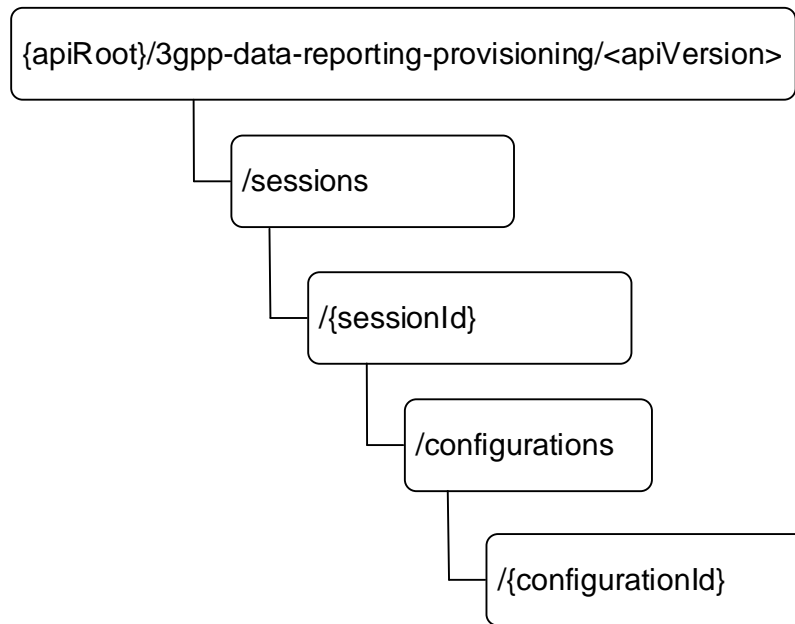 {apiRoot}/3gpp-data-reporting-provisioning/<apiVersion>
/sessions
/{sessionId}
/configurations
/{configurationId}